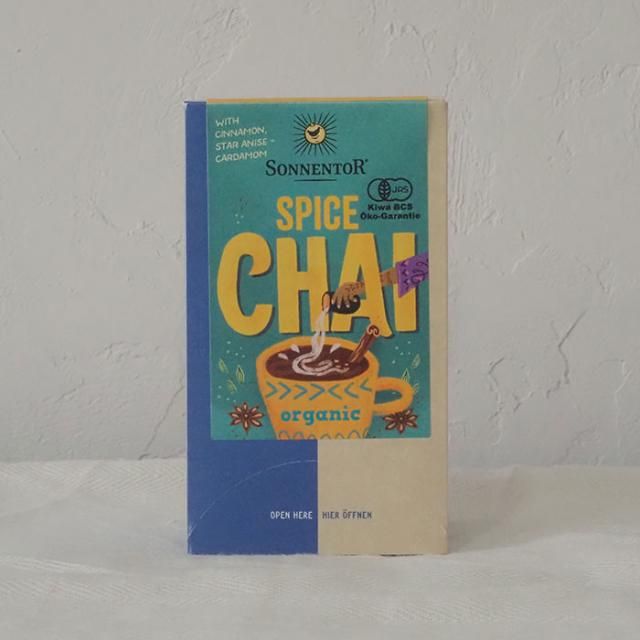 WITH
CINNAMON,
STAR ANISE -
CARDAMOM
SONNENTOR®
JAS
Kiwa BCS
Öko-Garantie
SPICE
CHAI
organic
OPEN HERE HIER ÖFFNEN